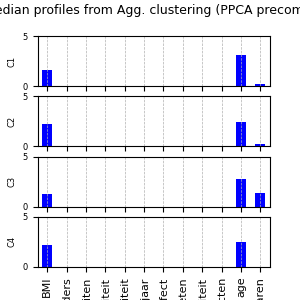 edian profiles from Agg. clustering (PPCA precom
5
C1
0
5
C2
0
5
C3
0
5
C4
0
BMI
ders
iten
teit
iteit
jaar
fect
eten
iteit
cten
age
aren